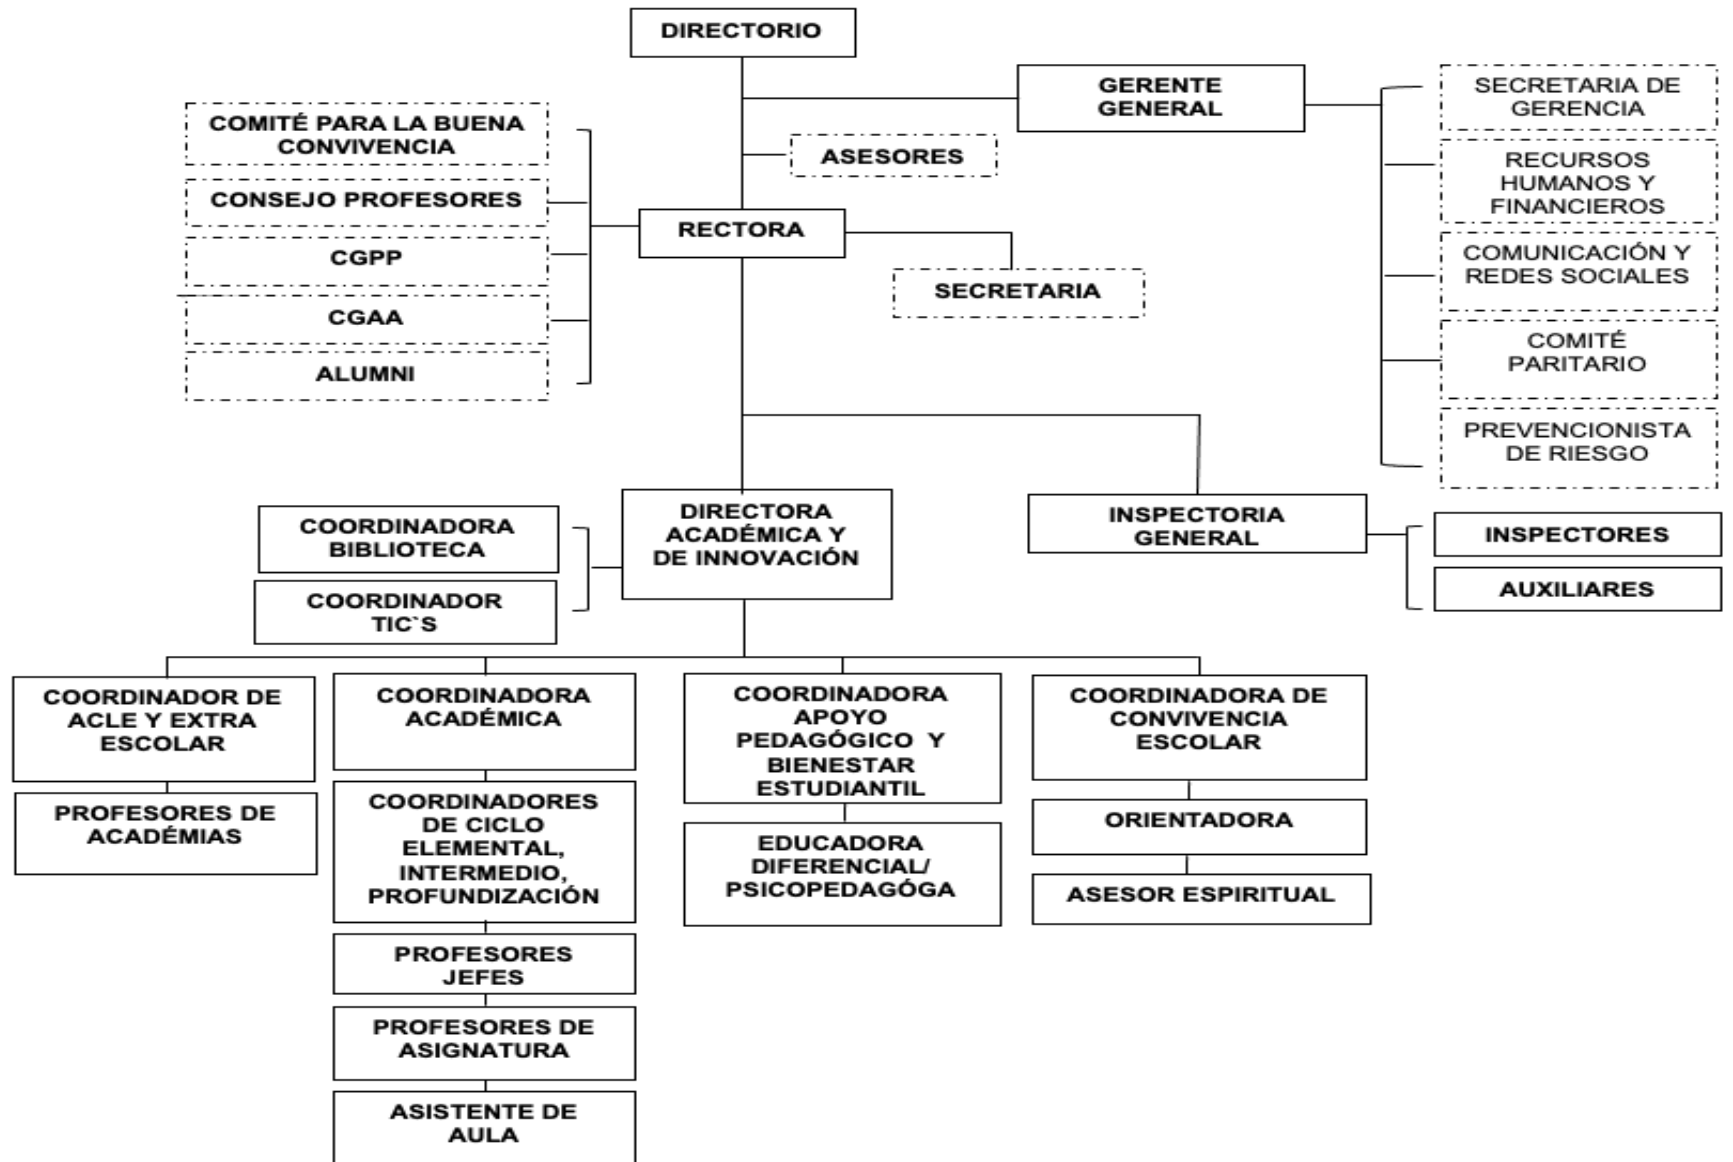 DIRECTORIO
GERENTE
GENERAL
SECRETARIA DE
GERENCIA
RECURSOS
HUMANOS Y
FINANCIEROS
COMUNICACIÓN Y
REDES SOCIALES
COMITÉ
PARITARIO
PREVENCIONISTA
DE RIESGO
ASESORES
COMITÉ PARA LA BUENA
CONVIVENCIA
CONSEJO PROFESORES
CGPP
CGAA
ALUMNI
RECTORA
SECRETARIA
DIRECTORA
ACADÉMICA Y
DE INNOVACIÓN
COORDINADORA
BIBLIOTECA
COORDINADOR
TIC`S
INSPECTORIA
GENERAL
INSPECTORES
AUXILIARES
COORDINADOR DE
ACLE Y EXTRA
ESCOLAR
PROFESORES DE
ACADÉMIAS
COORDINADORA
ACADÉMICA
COORDINADORES
DE CICLO
ELEMENTAL,
INTERMEDIO,
PROFUNDIZACIÓN
PROFESORES
JEFES
PROFESORES DE
ASIGNATURA
ASISTENTE DE
AULA
COORDINADORA
APOYO
PEDAGÓGICO Y
BIENESTAR
ESTUDIANTIL
EDUCADORA
DIFERENCIAL/
PSICOPEDAGÓGA
COORDINADORA DE
CONVIVENCIA
ESCOLAR
ORIENTADORA
ASESOR ESPIRITUAL